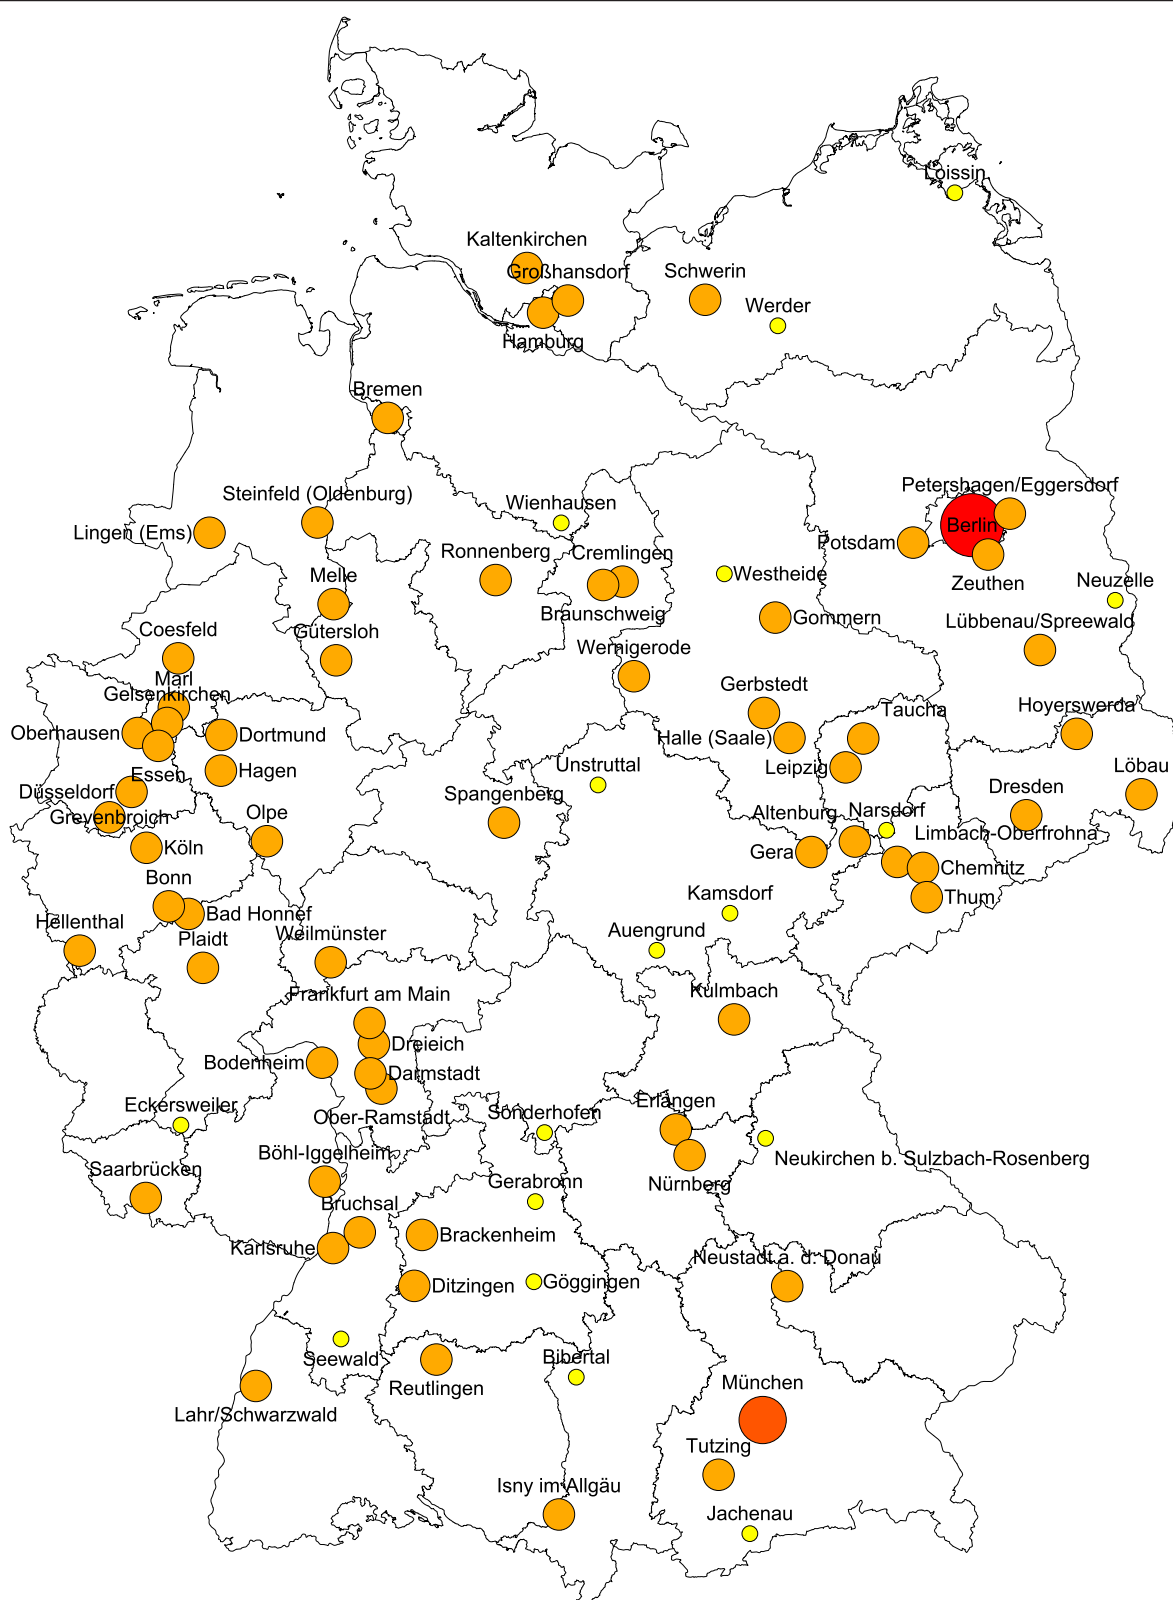 Loissin
Kaltenkirchen
Großhansdorf
Schwerin
Werder
Hamburg
Bremen
Petershagen/Eggersdorf
Steinfeld (Oldenburg)
Wienhausen
Berlin
Lingen (Ems)
Potsdam
Ronnenberg
Cremlingen
Melle
Westheide
Zeuthen
Neuzelle
Braunschweig
Gommern
Lübbenau/Spreewald
Coesfeld
Gütersloh
Wernigerode
Marl
Gelsenkirchen
Gerbstedt
Hoyerswerda
Taucha
Oberhausen
Dortmund
Halle (Saale)
Unstruttal
Leipzig
Löbau
Essen
Hagen
Düsseldorf
Spangenberg
Dresden
Grevenbroich
Olpe
Altenburg
Narsdorf
Limbach-Oberfrohna
Köln
Gera
Chemnitz
Bonn
Kamsdorf
Thum
Bad Honnef
Hellenthal
Plaidt
Weilmünster
Auengrund
Frankfurt am Main
Kulmbach
Dreieich
Bodenheim
Darmstadt
Eckersweiler
Ober-Ramstadt
Sonderhofen
Erlangen
Böhl-Iggelheim
Neukirchen b. Sulzbach-Rosenberg
Saarbrücken
Gerabronn
Nürnberg
Bruchsal
Brackenheim
Karlsruhe
Neustadt a. d. Donau
Ditzingen
Göggingen
Seewald
Bibertal
Reutlingen
München
Lahr/Schwarzwald
Tutzing
Isny im Allgäu
Jachenau